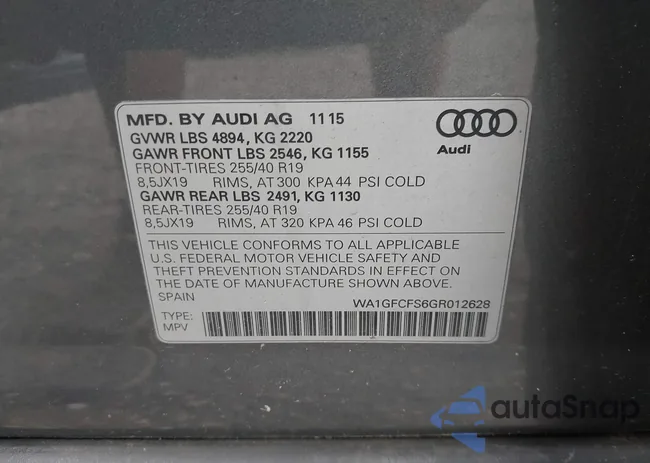 MFD. BY AUDI AG 11 15
GVWR LBS 4894, KG 2220
GAWR FRONT LBS 2546, KG 1155
FRONT-TIRES 255/40 R19
8,5JX19 RIMS, AT 300 KPA 44 PSI COLD
GAWR REAR LBS 2491, KG 1130
REAR-TIRES 255/40 R19
8,5JX19 RIMS, AT 320 KPA 46 PSI COLD
Audi
THIS VEHICLE CONFORMS TO ALL APPLICABLE
U.S. FEDERAL MOTOR VEHICLE SAFETY AND
THEFT PREVENTION STANDARDS IN EFFECT ON
THE DATE OF MANUFACTURE SHOWN ABOVE.
SPAIN WA1GFCFS6GR012628
TYPE:
MPV
autaSnap